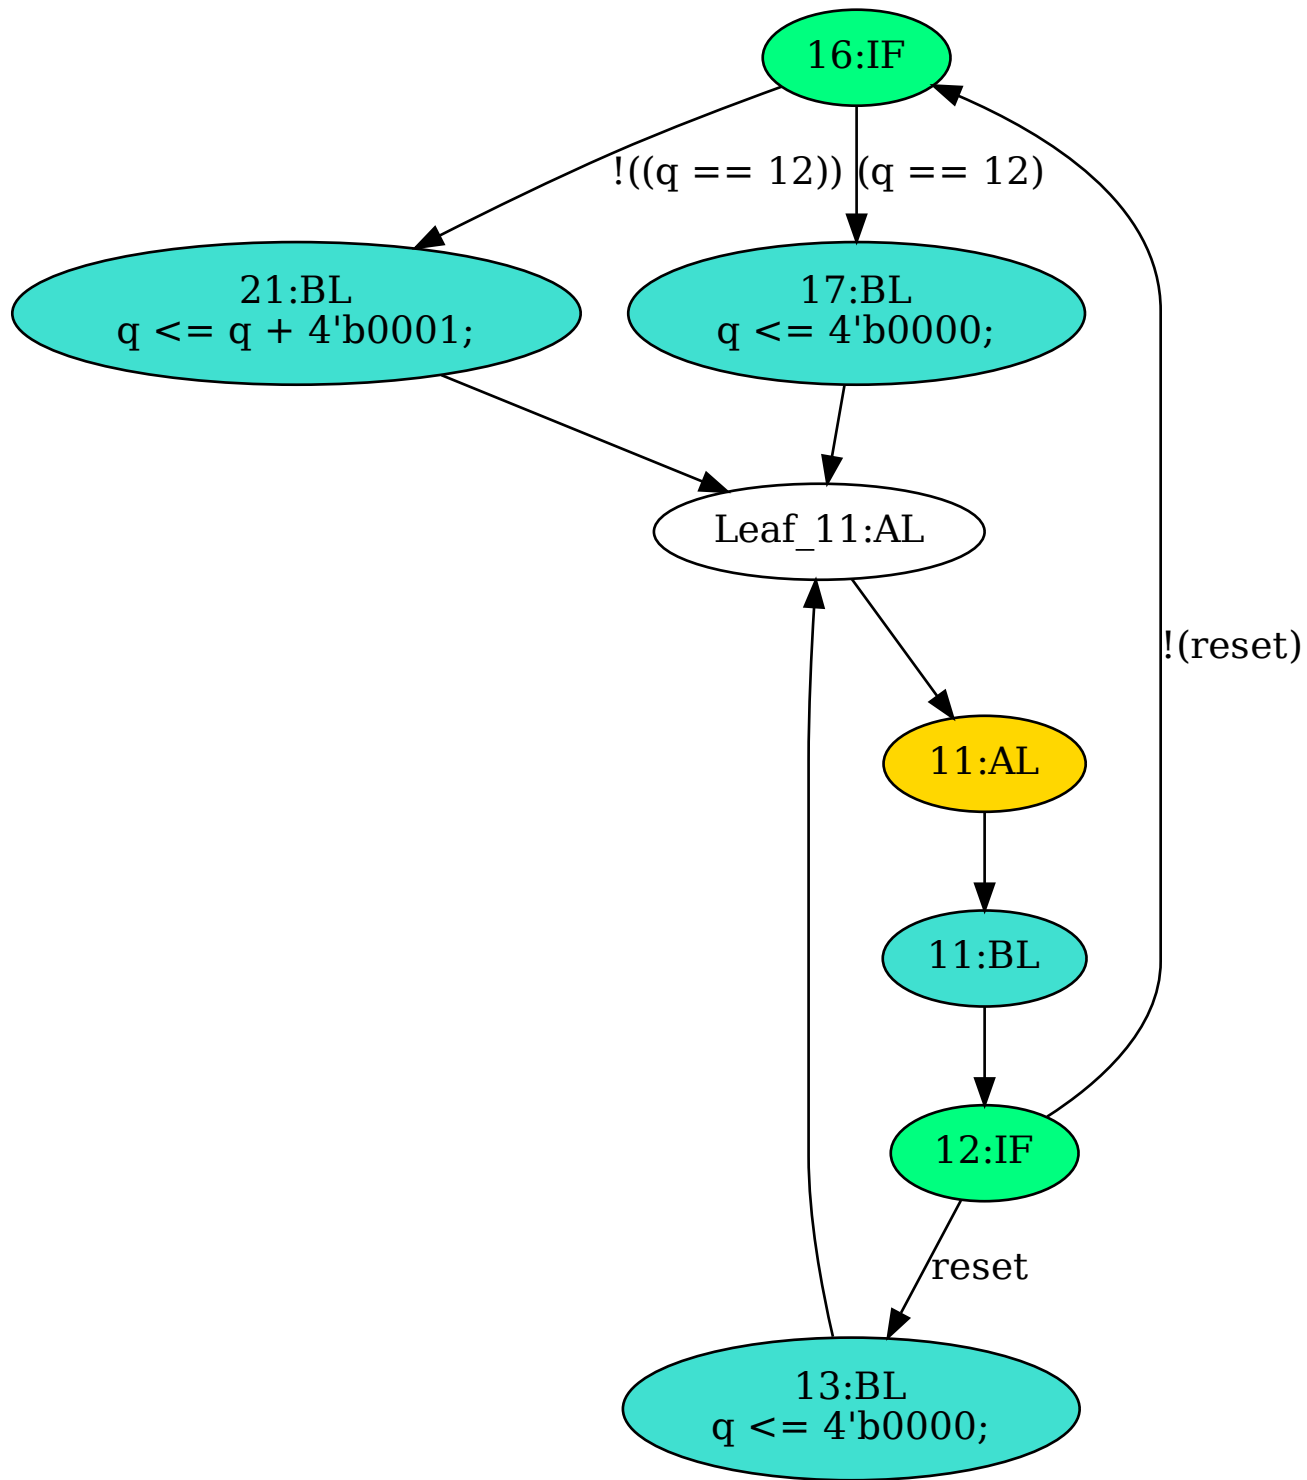 16:IF
!((q == 12))
(q == 12)
21:BL
q <= q + 4'b0001;
17:BL
q <= 4'b0000;
Leaf_11:AL
!(reset)
11:AL
11:BL
12:IF
reset
13:BL
q <= 4'b0000;